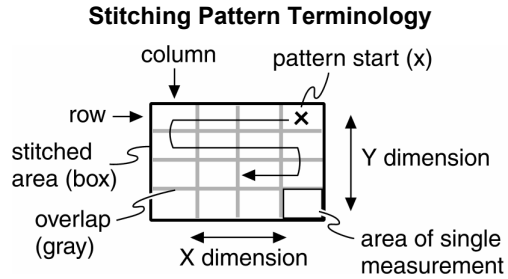 Stitching Pattern Terminology
column
pattern start (x)
row
stitched
area (box)
Y dimension
overlap
(gray)
X dimension
area of single
measurement